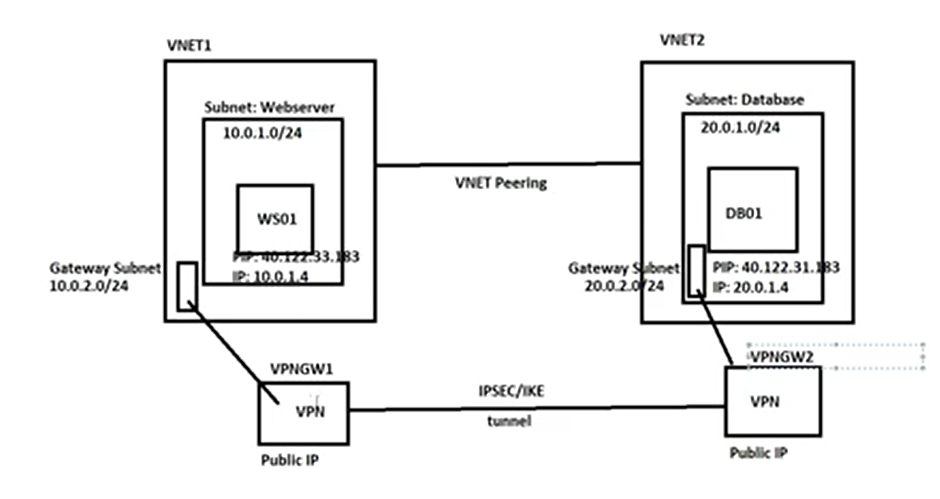 VNET1
Subnet: Webserver
10.0.1.0/24
WS01
PIP: 40.122.33.183
IP: 10.0.1.4
Gateway Subnet
10.0.2.0/24
VNET Peering
VNET2
Subnet: Database
20.0.1.0/24
DB01
PIP: 40.122.31.183
IP: 20.0.1.4
Gateway Subnet
20.0.2.0/24
VPNGW1
VPN
Public IP
IPSEC/IKE
tunnel
VPNGW2
VPN
Public IP